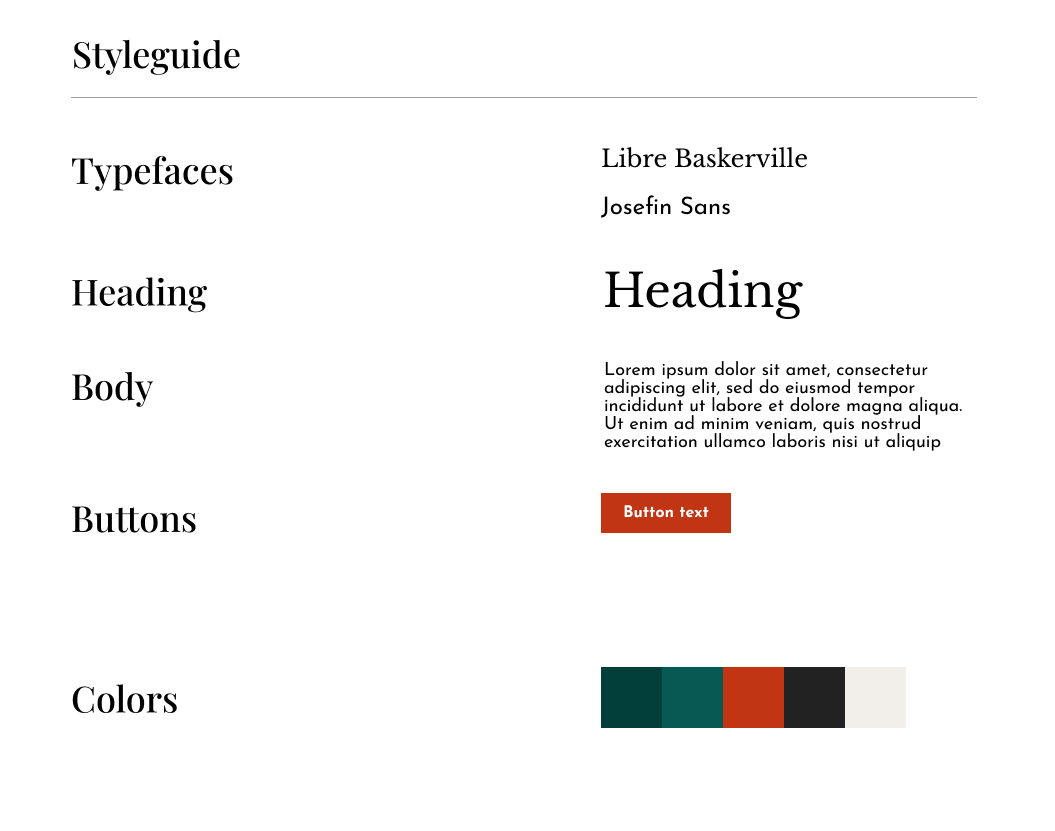 Styleguide
Typefaces
Libre Baskerville
Josefin Sans
Heading
Heading
Body
Lorem ipsum dolor sit amet, consectetur
adipiscing elit, sed do eiusmod tempor
incididunt ut labore et dolore magna aliqua.
Ut enim ad minim veniam, quis nostrud
exercitation ullamco laboris nisi ut aliquip
Buttons
Button text
Colors